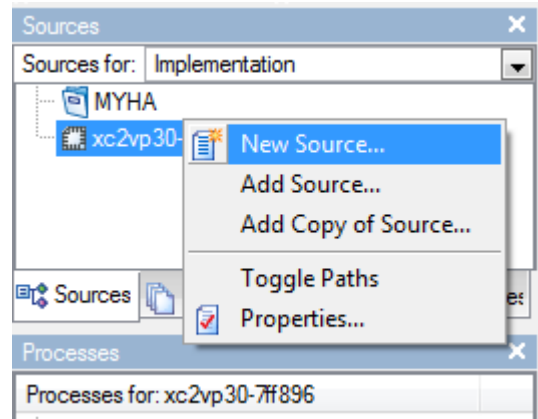 Sources
Sources for: Implementation
MYHA
xc2vp30-
New Source...
Add Source...
Add Copy of Source...
Toggle Paths
Properties...
Sources
Processes
Processes for: xc2vp30-7ff896